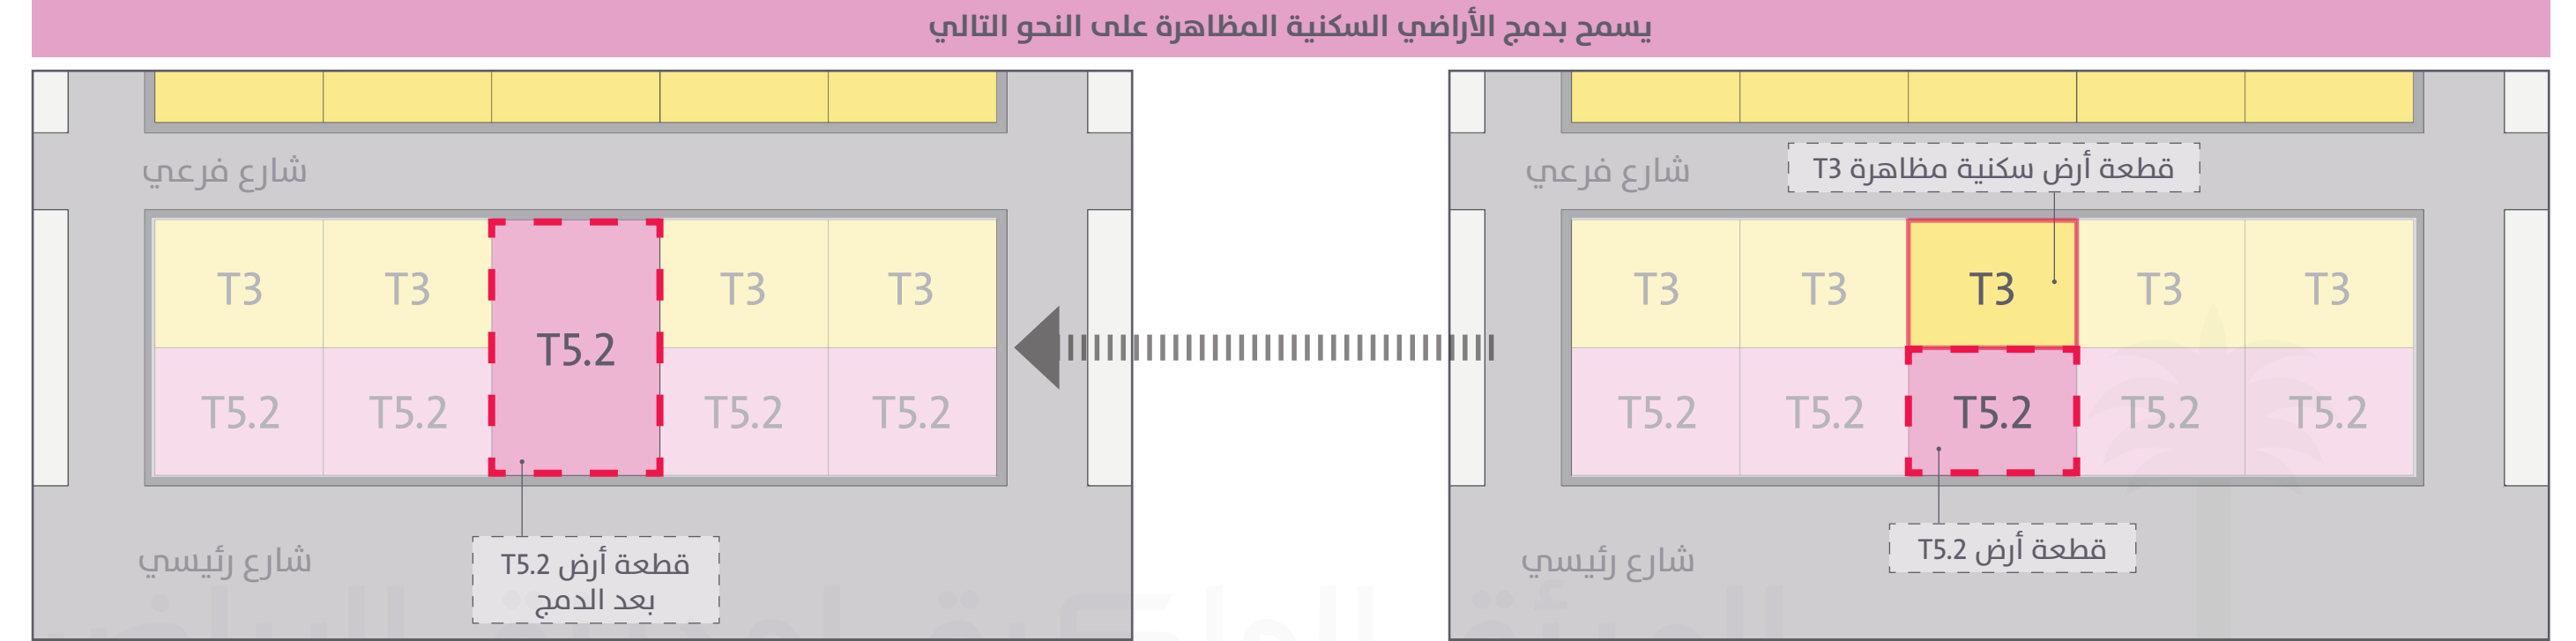 يسمح بدمج الأراضي السكنية المظاهرة على النحو التالي
شارع فرعي
قطعة أرض سكنية مظاهرة T3
T3 T3 T3 T3 T3
T5.2 T5.2 T5.2 T5.2 T5.2
قطعة أرض T5.2
شارع رئيسي
شارع فرعي
T3 T3 T3 T3
T5.2
T5.2 T5.2 T5.2 T5.2
قطعة أرض T5.2
بعد الدمج
شارع رئيسي